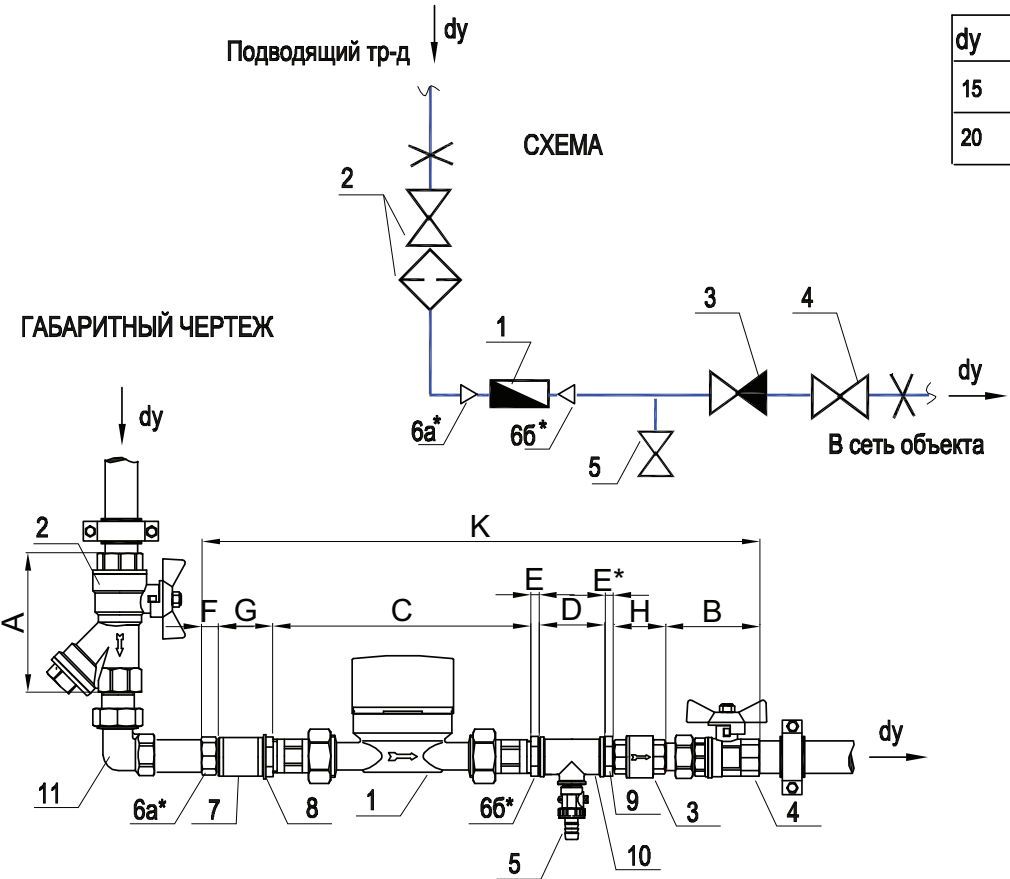 dy
Подводящий тр-д
dy
15
20
СХЕМА
2
3
4
1
ГАБАРИТНЫЙ ЧЕРТЕЖ
dy
6а*
6б*
5
В сеть объекта
dy
2
K
E
E*
A
F
G
C
D
H
B
dy
11
6а*
7
8
1
6б*
9
3
4
5
10